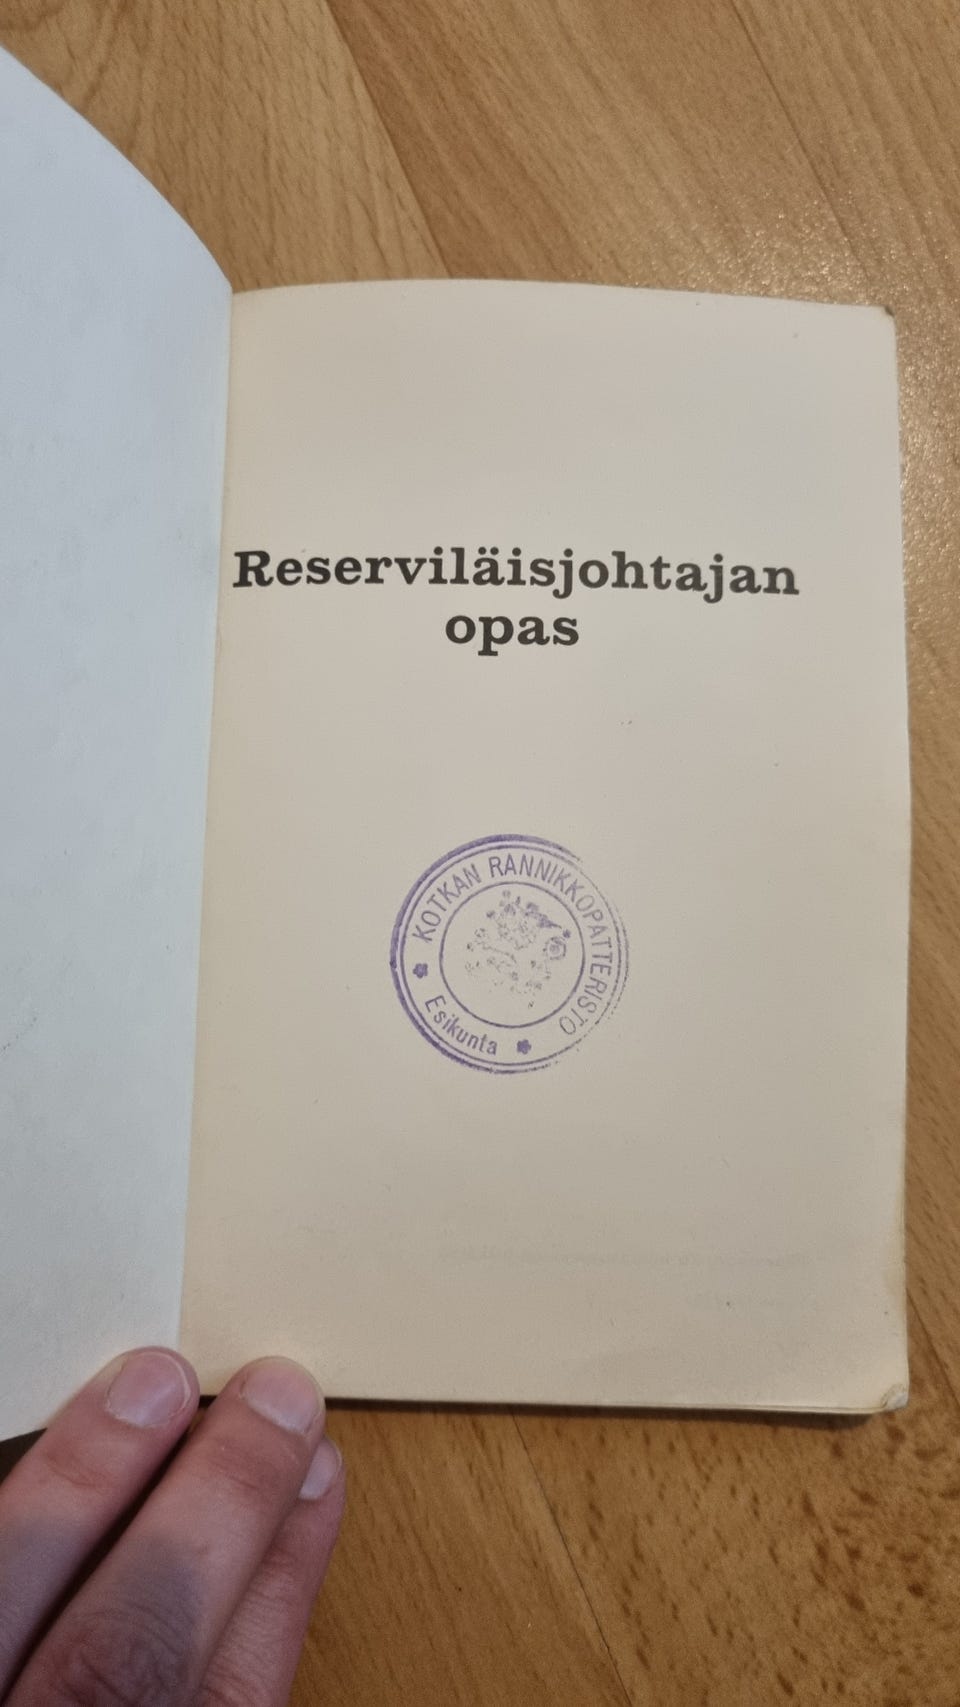 Reserviläisjohtajan
opas
KOTKAN RANNIKKOPATTERISTO
Esikunta